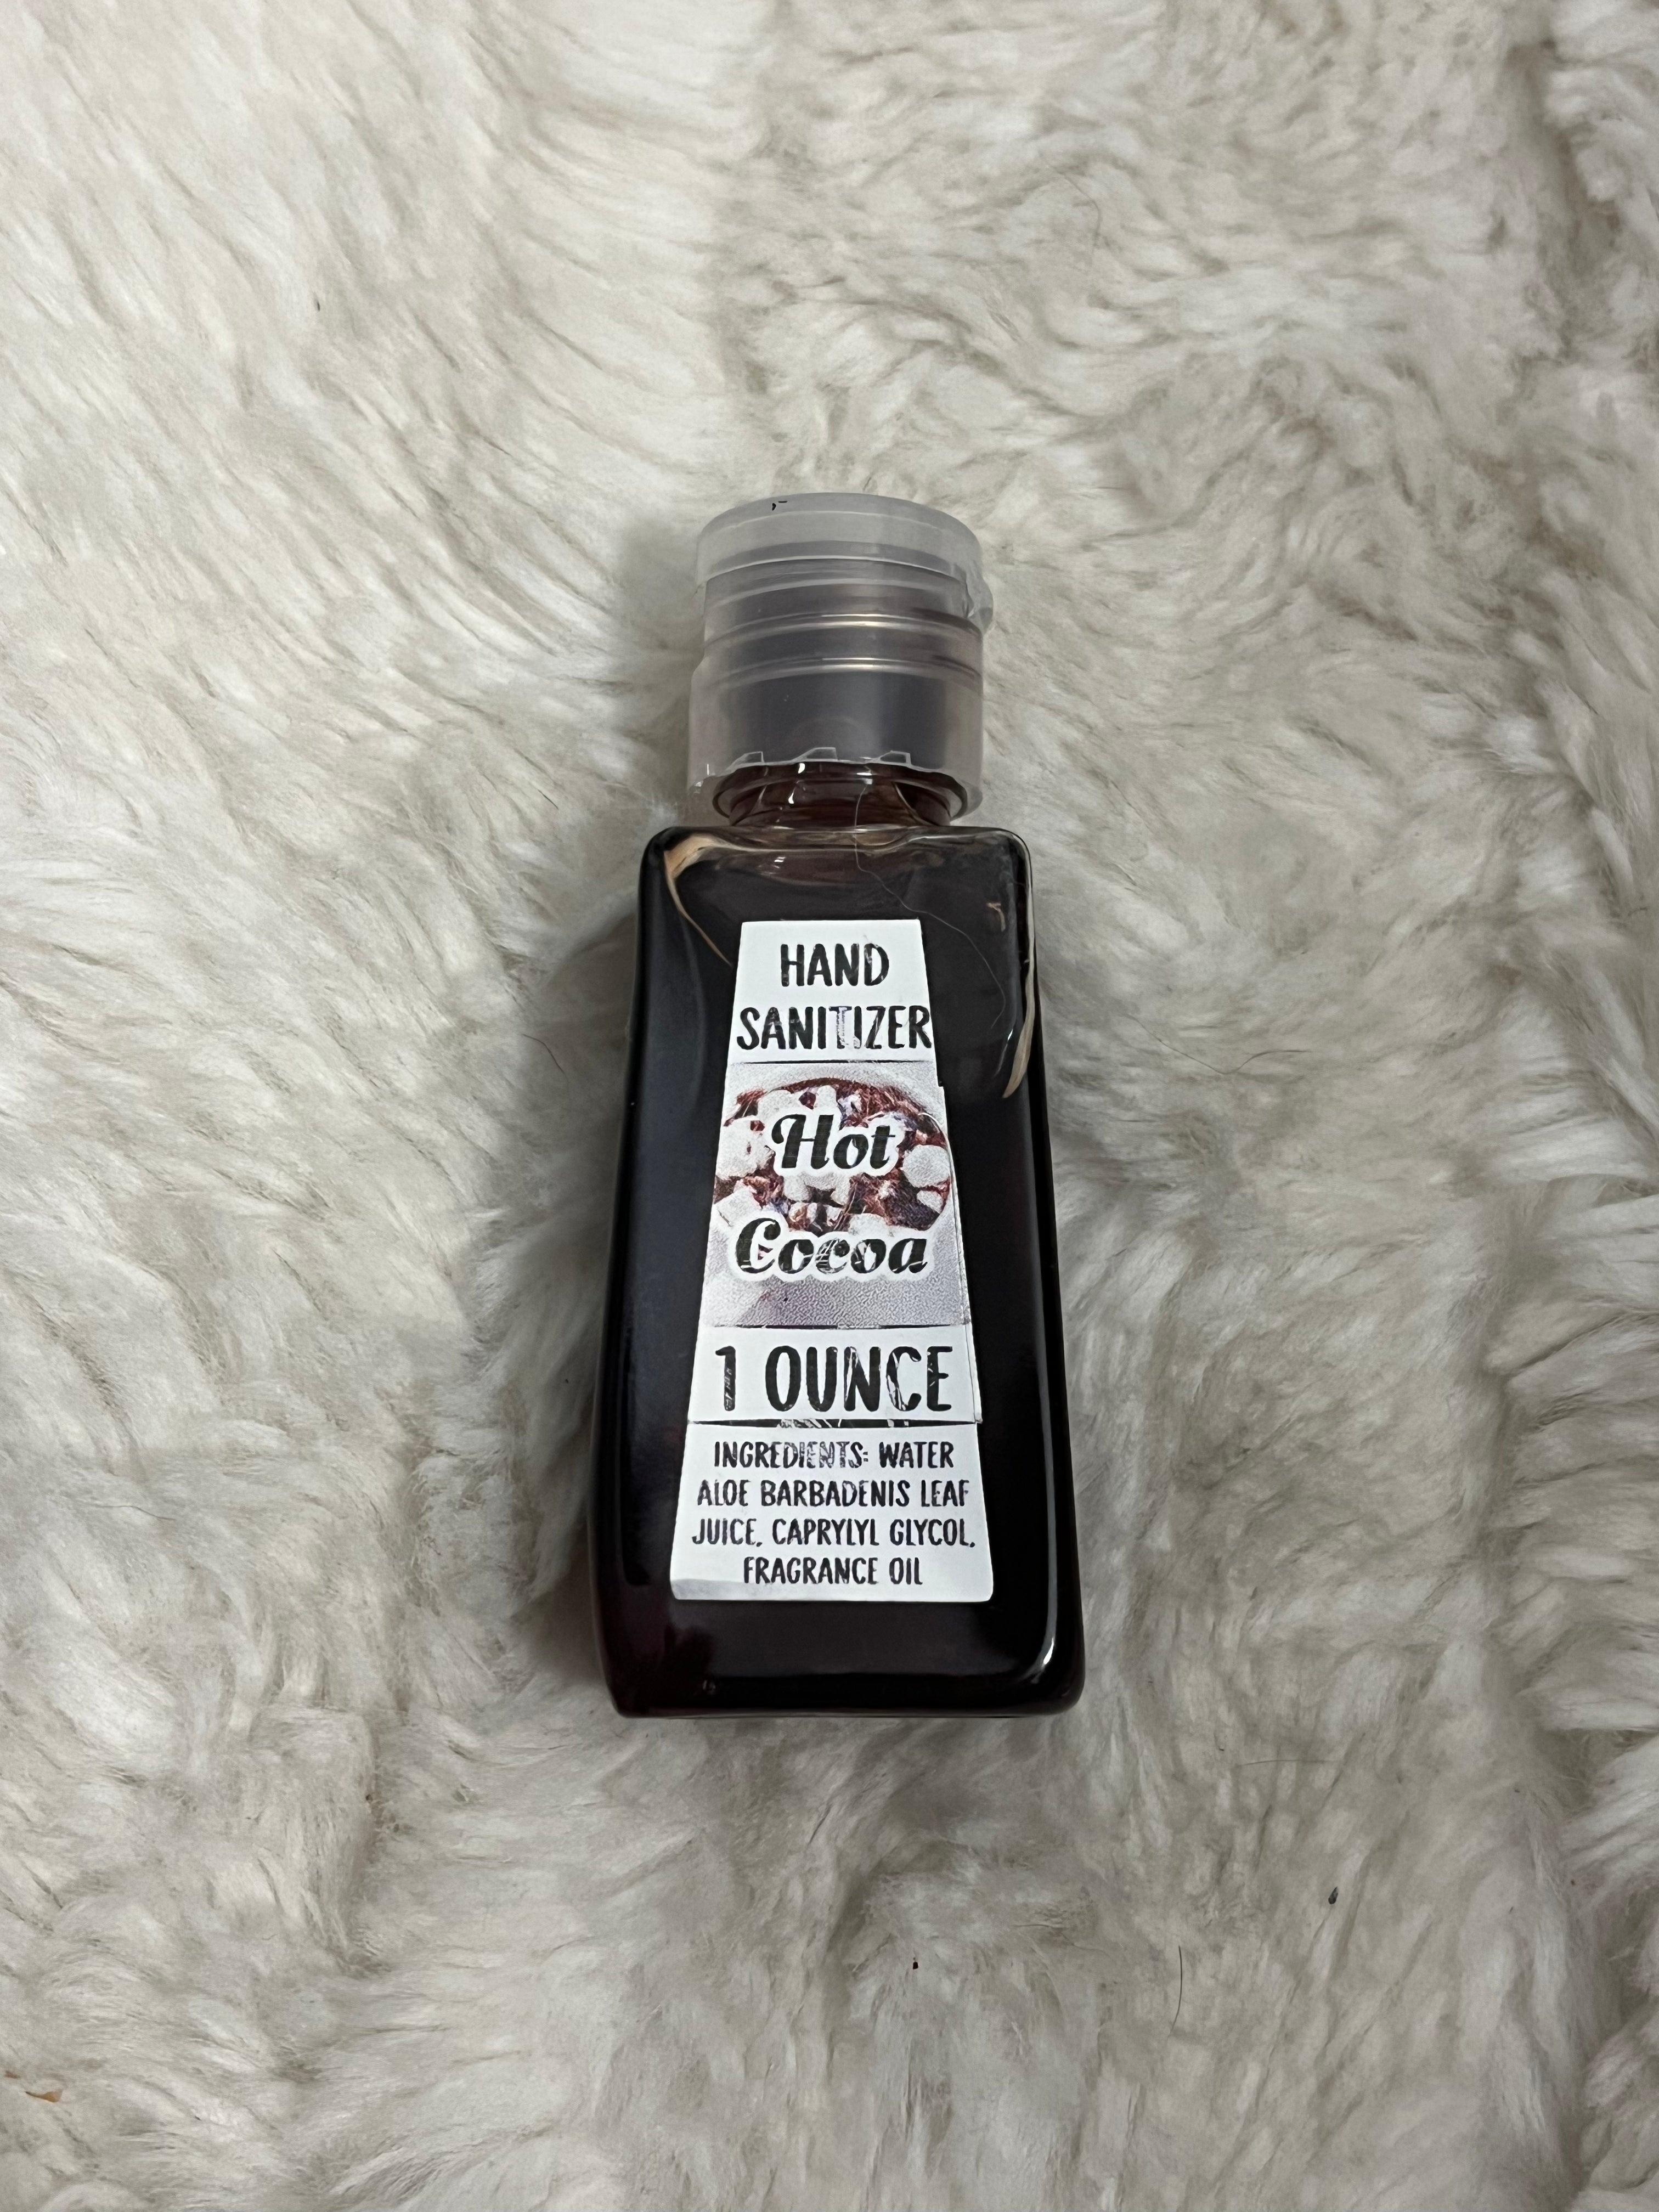 HAND
SANITIZER
Hot
Cocoa
1 OUNCE
INGREDIENTS: WATER
ALOE BARBADENIS LEAF
JUICE, CAPRYLYL GLYCOL,
FRAGRANCE OIL